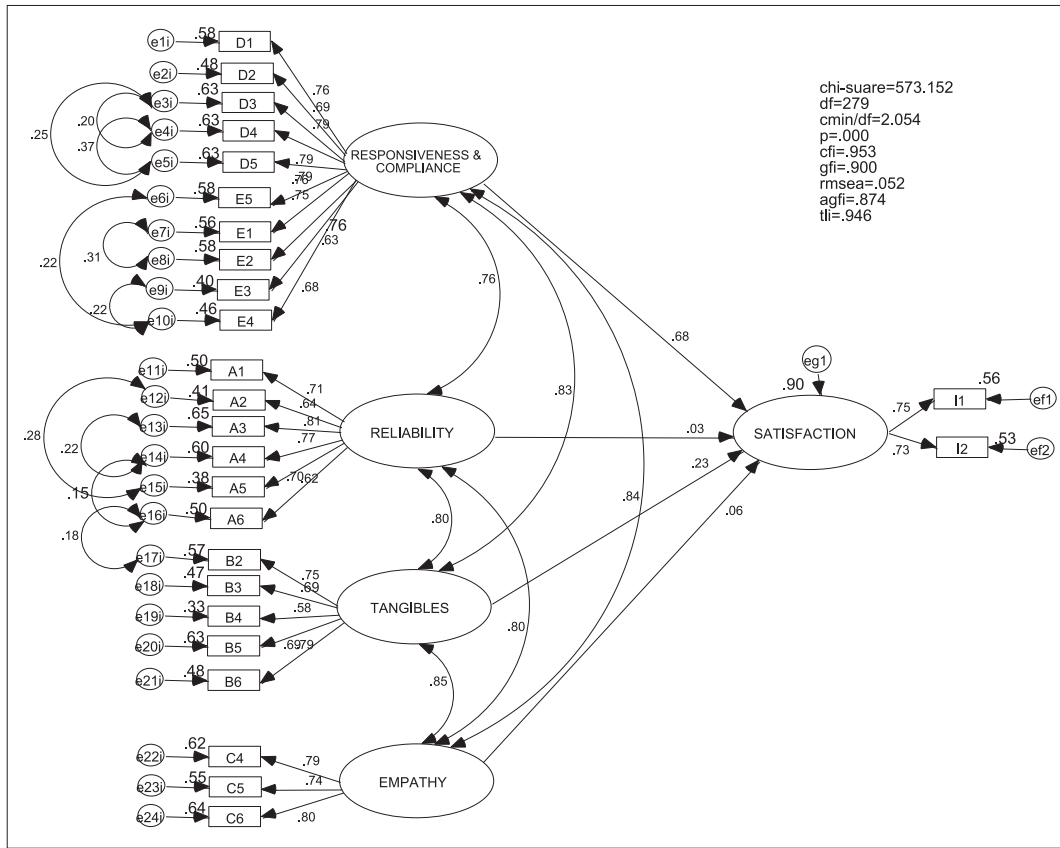 chi-suare=573.152
df=279
cmin/df=2.054
p=.000
cfi=.953
gfi=.900
rmsea=.052
agfi=.874
tli=.946
e1i .58 D1
e2i .48 D2
e3i .63 D3
e4i .63 D4
e5i .63 D5
e6i .58 E5
e7i .56 E1
e8i .58 E2
e9i .40 E3
e10i .46 E4
.25
.20
.37
.22
.31
.22
.76
.69
.79
.79
.79
.76
.75
.76
.63
.68
RESPONSIVENESS &
COMPLIANCE
e11i .50 A1
e12i .41 A2
e13i .65 A3
e14i .60 A4
e15i .38 A5
e16i .50 A6
.28
.22
.15
.18
.71
.64
.81
.77
.70
.62
RELIABILITY
e17i .57 B2
e18i .47 B3
e19i .33 B4
e20i .63 B5
e21i .48 B6
.75
.69
.58
.69
.79
TANGIBLES
e22i .62 C4
e23i .55 C5
e24i .64 C6
.79
.74
.80
EMPATHY
.76
.83
.84
.80
.80
.85
.68
.03
.23
.06
eg1
.90
SATISFACTION
.75
.73
.56
I1
ef1
.53
I2
ef2